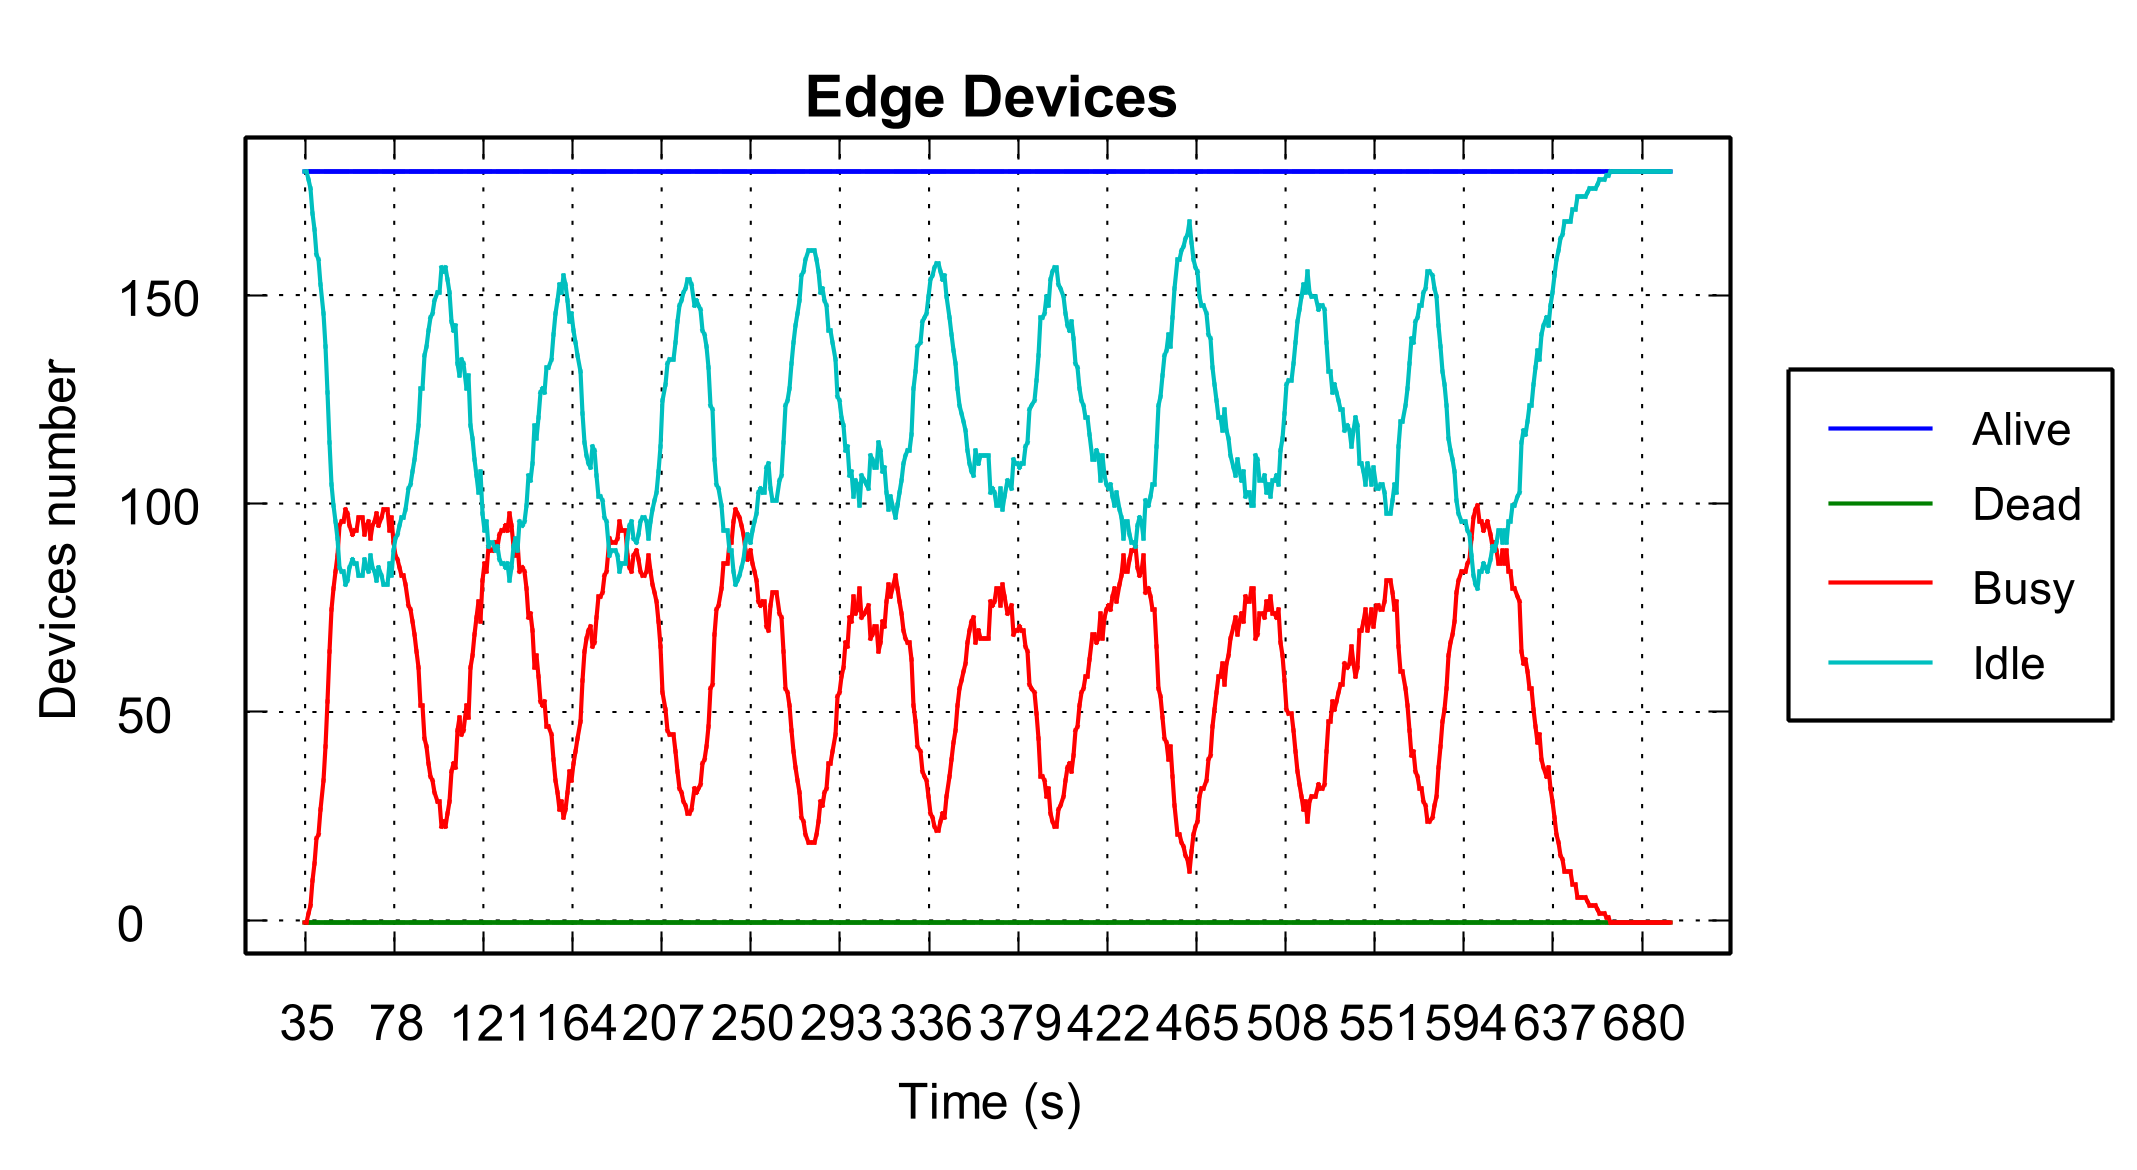 Edge Devices
Devices number
150
100
50
0
35 78 121 164 207 250 293 336 379 422 465 508 551 594 637 680
Time (s)
Alive
Dead
Busy
Idle